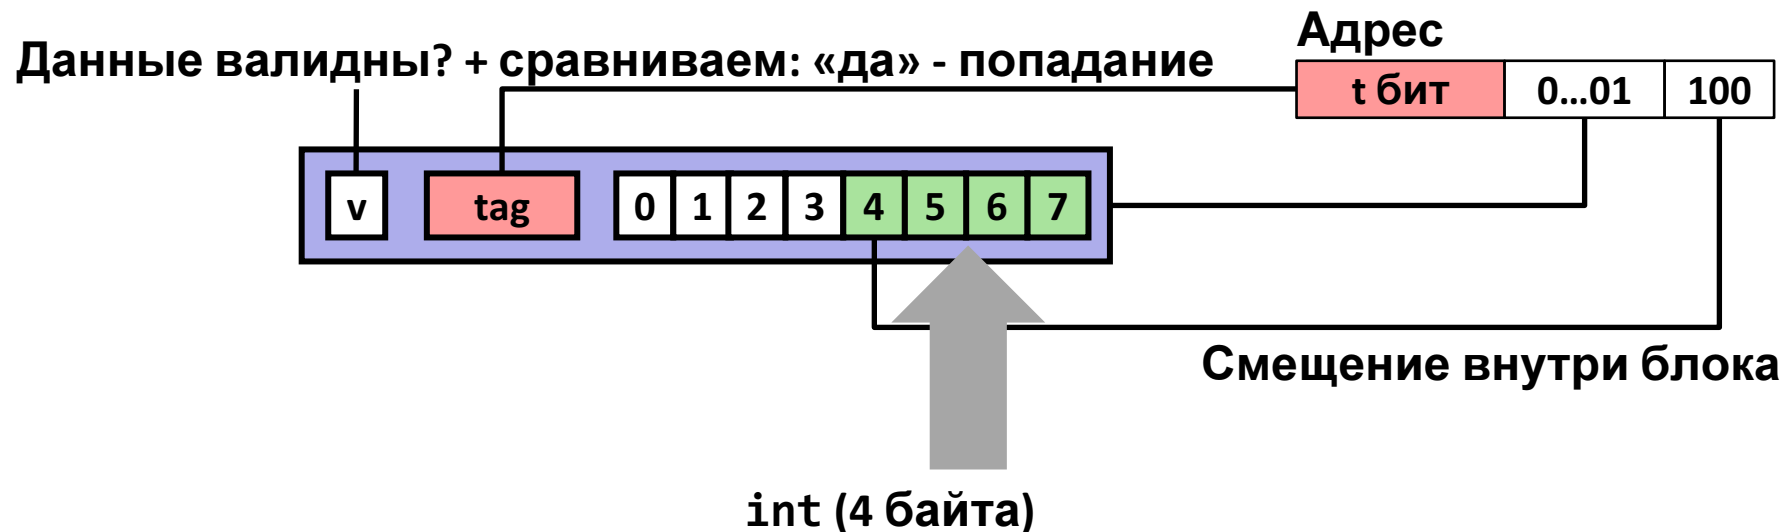 Адрес
Данные валидны? + сравниваем: «да» - попадание
t бит 0...01 100
v tag 0 1 2 3 4 5 6 7
Смещение внутри блока
int (4 байта)